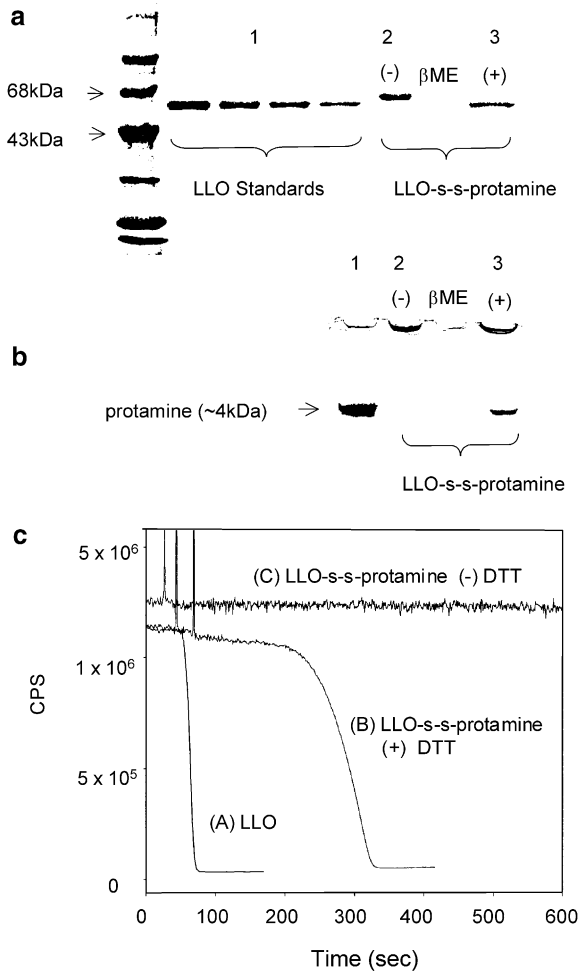 a
1
2
3
(-) βME (+)
68kDa
43kDa
LLO Standards
LLO-s-s-protamine
1
2
3
(-) βME (+)
b
protamine (~4kDa)
LLO-s-s-protamine
c
5 x 10⁶
1 x 10⁶
5 x 10⁵
0
CPS
(C) LLO-s-s-protamine (-) DTT
(B) LLO-s-s-protamine
(+) DTT
(A) LLO
0
100
200
300
400
500
600
Time (sec)